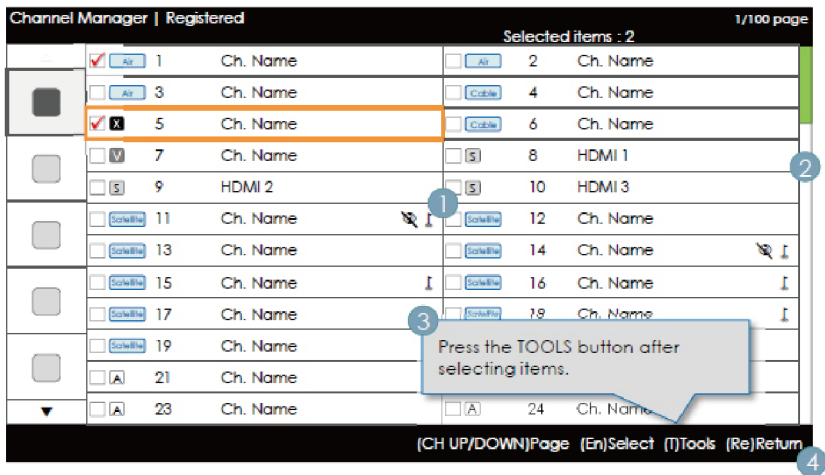 Channel Manager | Registered
1/100 page
Selected items : 2
Air 1 Ch. Name Air 2 Ch. Name
Air 3 Ch. Name Cable 4 Ch. Name
X 5 Ch. Name Cable 6 Ch. Name
V 7 Ch. Name S 8 HDMI 1
2
S 9 HDMI 2 S 10 HDMI 3
1
Satellite 11 Ch. Name Satellite 12 Ch. Name
Satellite 13 Ch. Name Satellite 14 Ch. Name
Satellite 15 Ch. Name Satellite 16 Ch. Name
Satellite 17 Ch. Name Satellite 18 Ch. Name
3
Satellite 19 Ch. Name
Press the TOOLS button after
selecting items.
A 21 Ch. Name
A 23 Ch. Name A 24 Ch. Name
(CH UP/DOWN)Page (En)Select (T)Tools (Re)Return
4